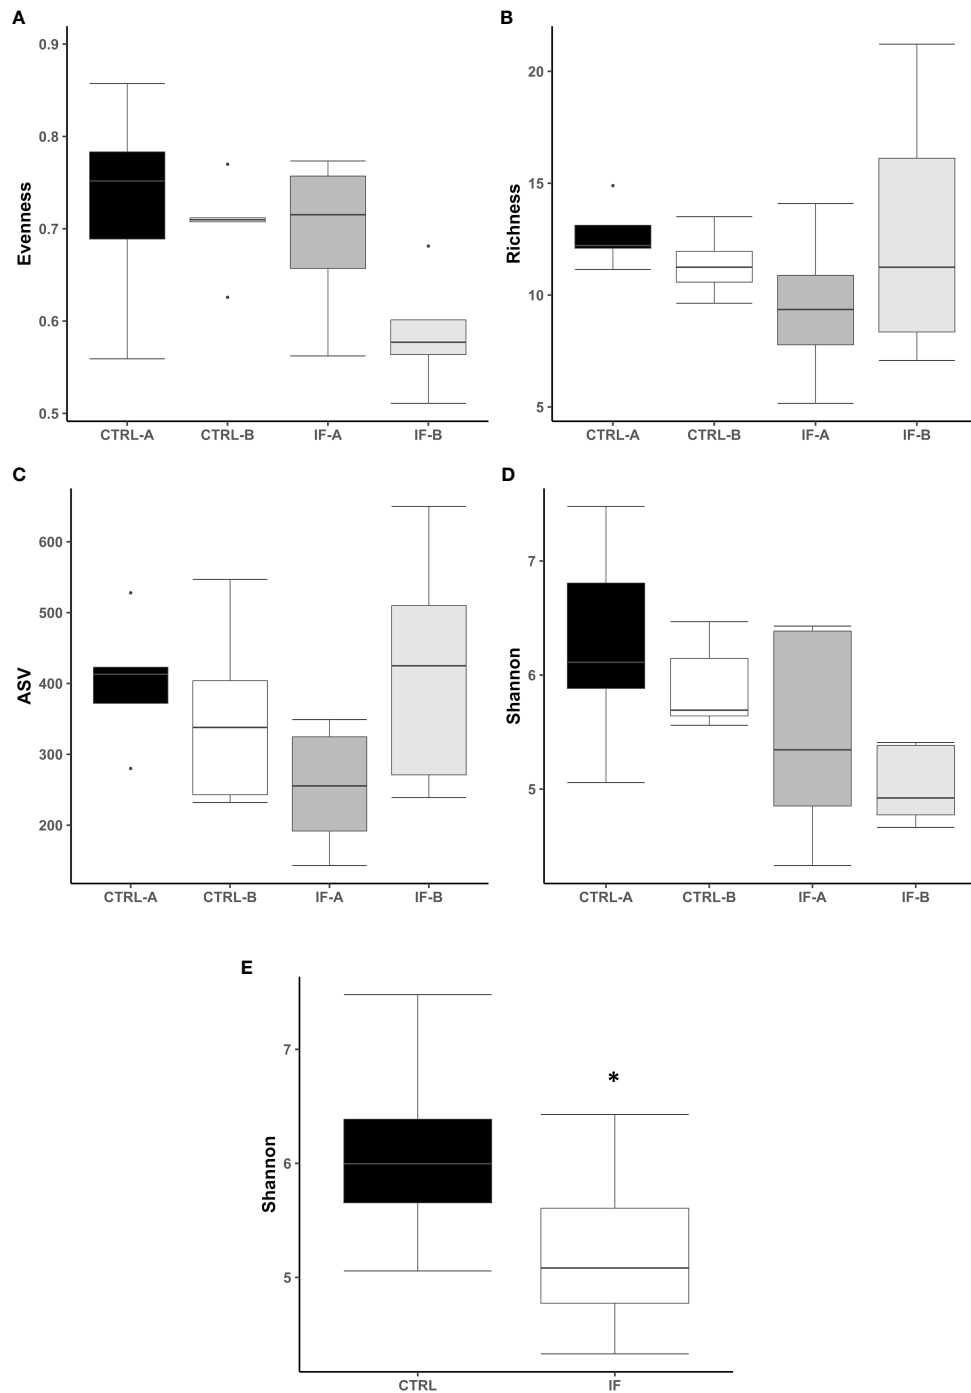 A
Evenness
0.9
0.8
0.7
0.6
0.5
CTRL-A CTRL-B IF-A IF-B
B
Richness
20
15
10
5
CTRL-A CTRL-B IF-A IF-B
C
ASV
600
500
400
300
200
CTRL-A CTRL-B IF-A IF-B
D
Shannon
7
6
5
CTRL-A CTRL-B IF-A IF-B
E
Shannon
7
6
5
*
CTRL IF